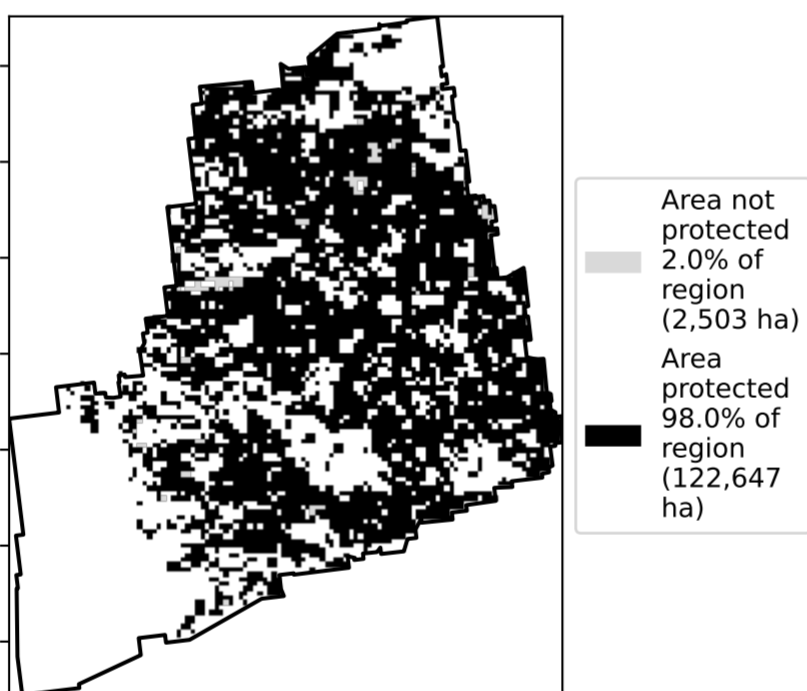 Area not
protected
2.0% of
region
(2,503 ha)
Area
protected
98.0% of
region
(122,647
ha)